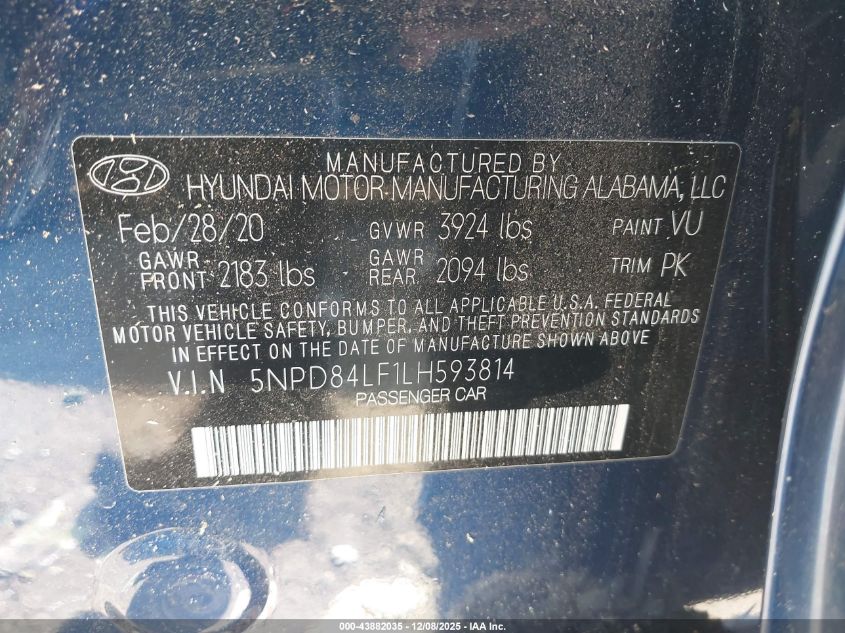 MANUFACTURED BY
HYUNDAI MOTOR MANUFACTURING ALABAMA, LLC
Feb/28/20 GVWR 3924 lbs PAINT VU
GAWR FRONT 2183 lbs GAWR REAR 2094 lbs TRIM PK
THIS VEHICLE CONFORMS TO ALL APPLICABLE U.S.A. FEDERAL
MOTOR VEHICLE SAFETY, BUMPER, AND THEFT PREVENTION STANDARDS
IN EFFECT ON THE DATE OF MANUFACTURE SHOWN ABOVE
V.I.N 5NPD84LF1LH593814
PASSENGER CAR
000-43882035 - 12/08/2025 - IAA Inc.